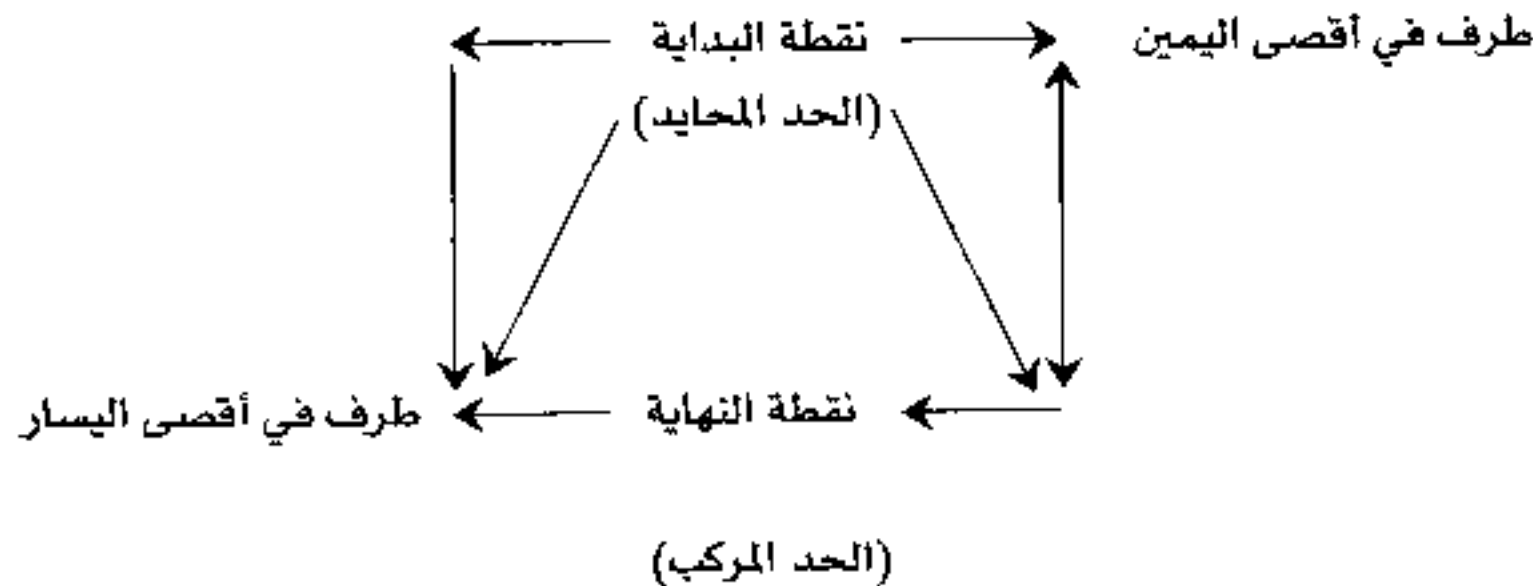 طرف في أقصى اليمين نقطة البداية
(الحد المحايد)
نقطة النهاية طرف في أقصى اليسار
(الحد المركب)